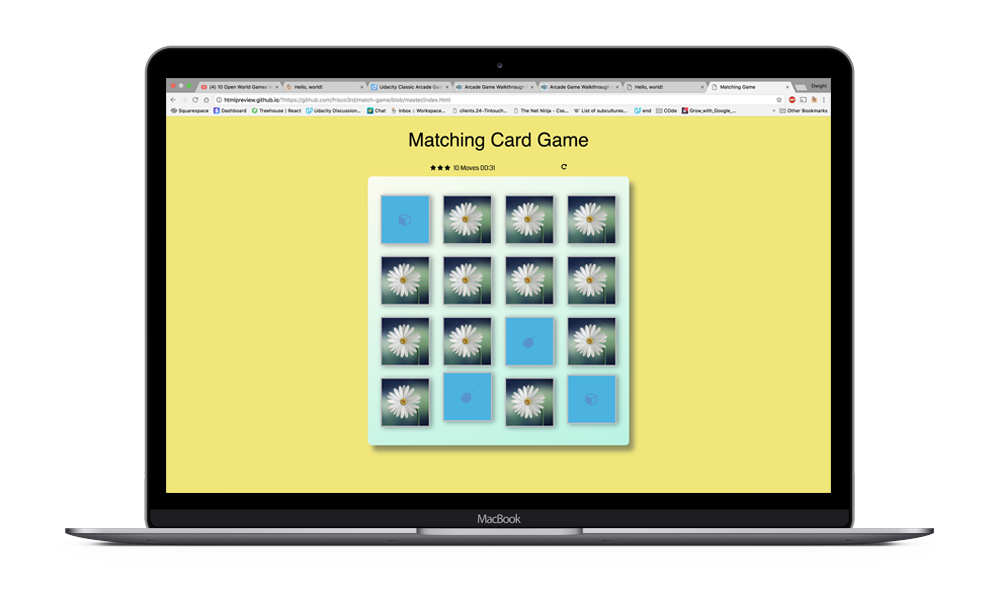 (4) 10 Open World Games
Hello, world!
Udacity Classic Arcade Gam
Arcade Game Walkthrough
Arcade Game Walkthrough
Hello, world!
Matching Game
Dwight
htmlpreview.github.io/?https://github.com/frisco3rd/match-game/blob/master/index.html
Squarespace
Dashboard
Treehouse | React
Udacity Discussion...
Chat
Inbox :: Workspace...
clients.24-7intouch...
The Net Ninja - Css...
W List of subcultures...
end
COde
Grow_with_Google_...
»
Other Bookmarks
Matching Card Game
10 Moves 00:31
MacBook